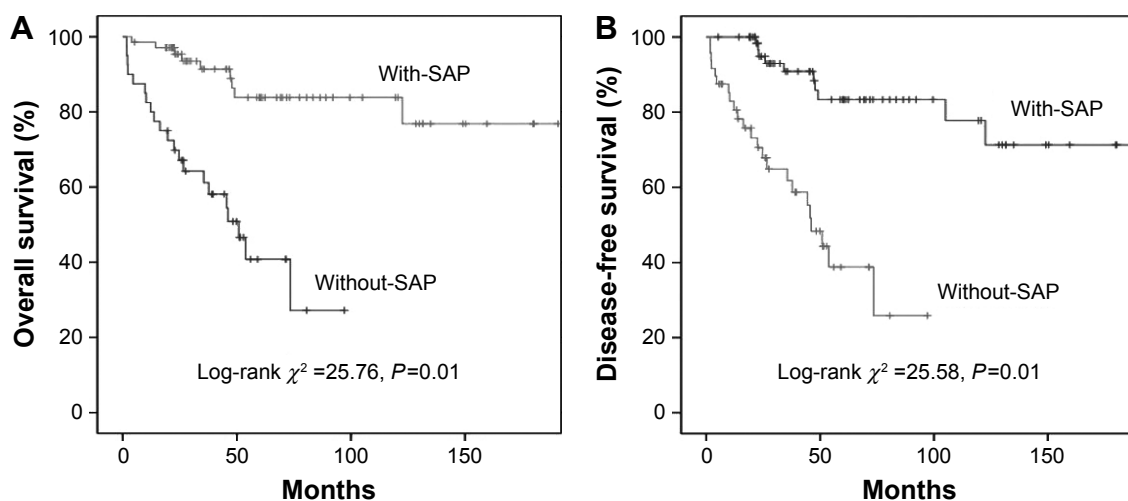 A
Overall survival (%)
100
80
60
40
20
0
With-SAP
Without-SAP
Log-rank χ² =25.76, P=0.01
0 50 100 150
Months
B
Disease-free survival (%)
100
80
60
40
20
0
With-SAP
Without-SAP
Log-rank χ² =25.58, P=0.01
0 50 100 150
Months